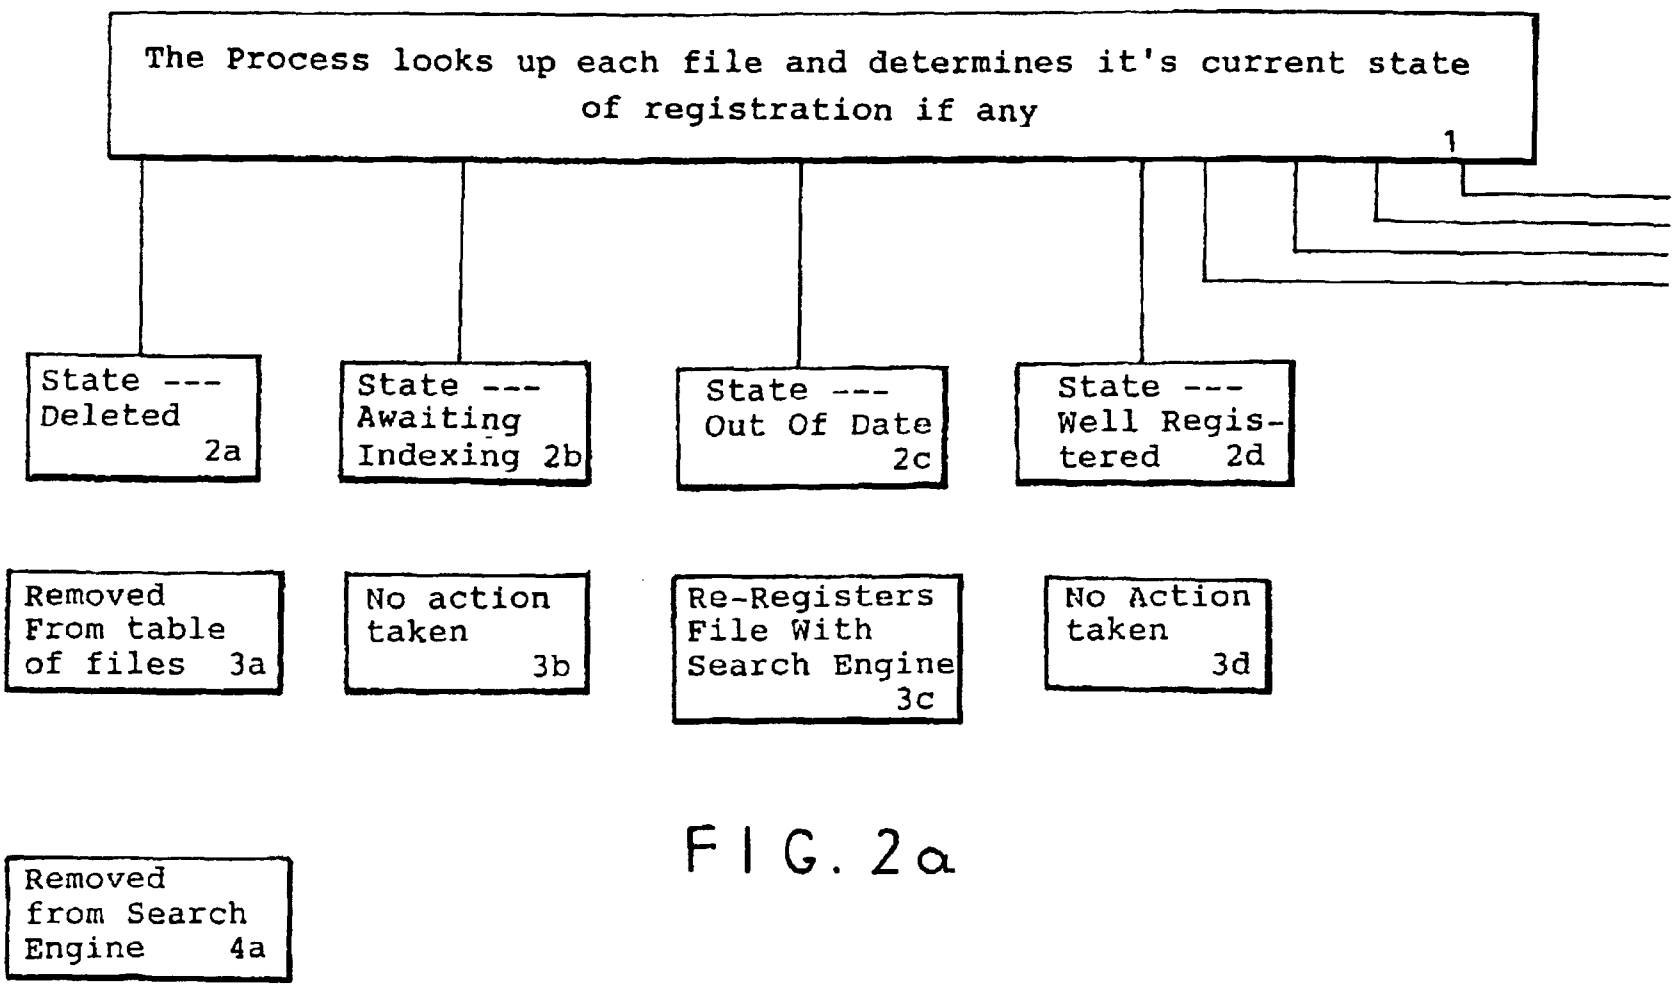 The Process looks up each file and determines it's current state
of registration if any
1
State ---
Deleted
2a
State ---
Awaiting
Indexing 2b
State ---
Out Of Date
2c
State ---
Well Regis-
tered 2d
Removed
From table
of files 3a
No action
taken
3b
Re-Registers
File With
Search Engine
3c
No Action
taken
3d
Removed
from Search
Engine 4a
FIG. 2a